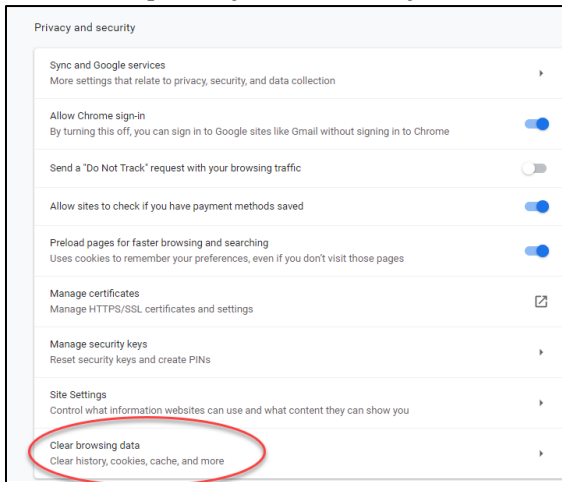 Privacy and security
Sync and Google services
More settings that relate to privacy, security, and data collection
Allow Chrome sign-in
By turning this off, you can sign in to Google sites like Gmail without signing in to Chrome
Send a "Do Not Track" request with your browsing traffic
Allow sites to check if you have payment methods saved
Preload pages for faster browsing and searching
Uses cookies to remember your preferences, even if you don't visit those pages
Manage certificates
Manage HTTPS/SSL certificates and settings
Manage security keys
Reset security keys and create PINs
Site Settings
Control what information websites can use and what content they can show you
Clear browsing data
Clear history, cookies, cache, and more